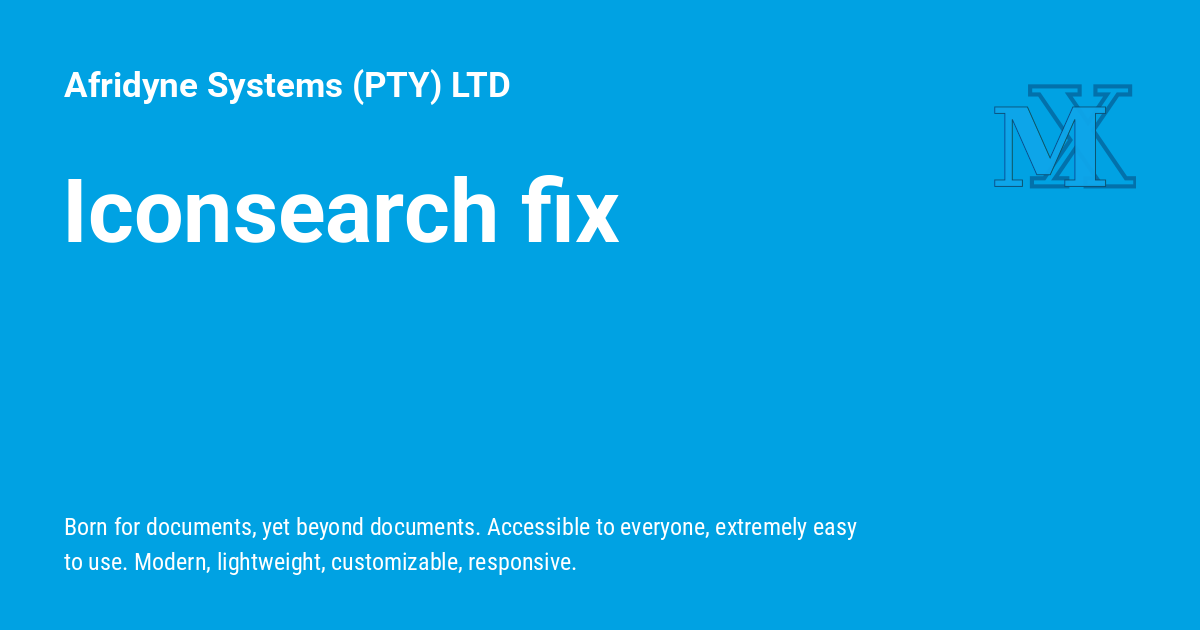 Afridyne Systems (PTY) LTD
MX
Iconsearch fix
Born for documents, yet beyond documents. Accessible to everyone, extremely easy
to use. Modern, lightweight, customizable, responsive.